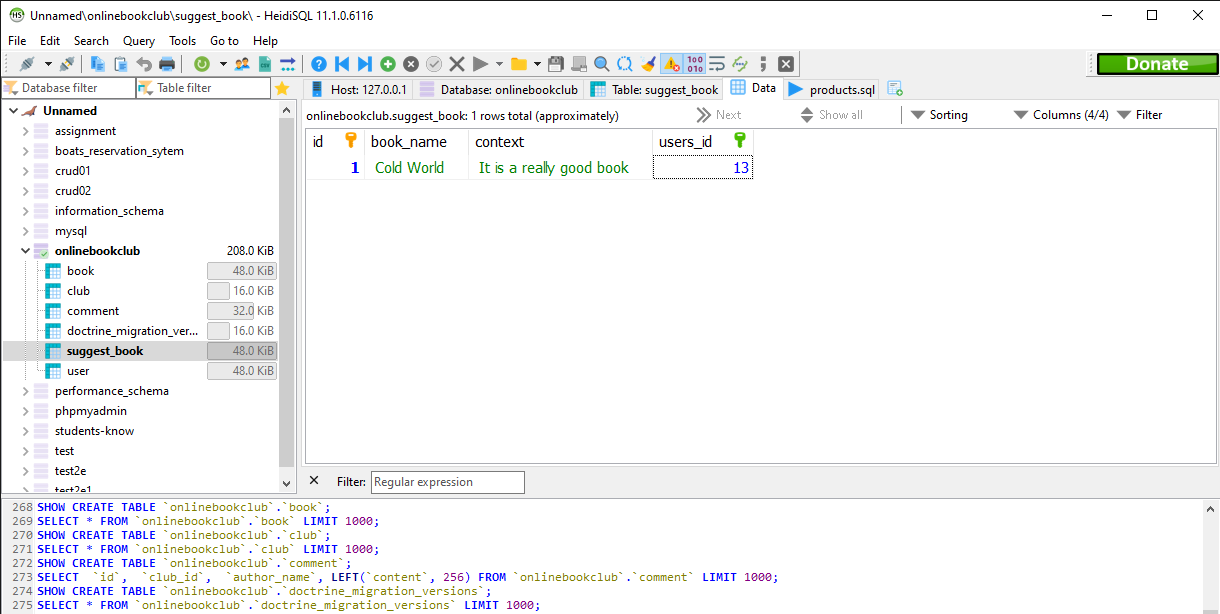 Unnamed\onlinebookclub\suggest_book\ - HeidiSQL 11.1.0.6116
File Edit Search Query Tools Go to Help
Donate
Database filter Table filter
Host: 127.0.0.1 Database: onlinebookclub Table: suggest_book Data products.sql
onlinebookclub.suggest_book: 1 rows total (approximately) Next Show all Sorting Columns (4/4) Filter
Unnamed
assignment
boats_reservation_sytem
crud01
crud02
information_schema
mysql
onlinebookclub 208.0 KiB
book 48.0 KiB
club 16.0 KiB
comment 32.0 KiB
doctrine_migration_ver... 16.0 KiB
suggest_book 48.0 KiB
user 48.0 KiB
performance_schema
phpmyadmin
students-know
test
test2e
test2e1
id book_name context users_id
1 Cold World It is a really good book 13
Filter: Regular expression
268 SHOW CREATE TABLE `onlinebookclub`.`book`;
269 SELECT * FROM `onlinebookclub`.`book` LIMIT 1000;
270 SHOW CREATE TABLE `onlinebookclub`.`club`;
271 SELECT * FROM `onlinebookclub`.`club` LIMIT 1000;
272 SHOW CREATE TABLE `onlinebookclub`.`comment`;
273 SELECT `id`, `club_id`, `author_name`, LEFT(`content`, 256) FROM `onlinebookclub`.`comment` LIMIT 1000;
274 SHOW CREATE TABLE `onlinebookclub`.`doctrine_migration_versions`;
275 SELECT * FROM `onlinebookclub`.`doctrine_migration_versions` LIMIT 1000;